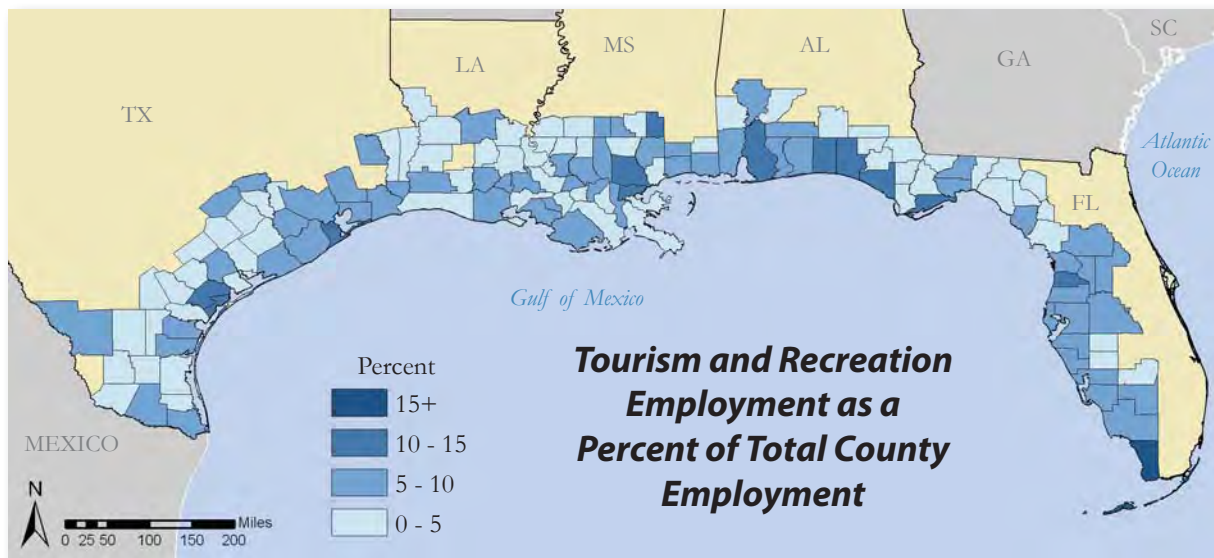 SC
MS
AL
GA
LA
TX
Atlantic
Ocean
FL
Gulf of Mexico
Tourism and Recreation
Employment as a
Percent of Total County
Employment
Percent
15+
10 - 15
5 - 10
0 - 5
MEXICO
N
Miles
0 25 50 100 150 200